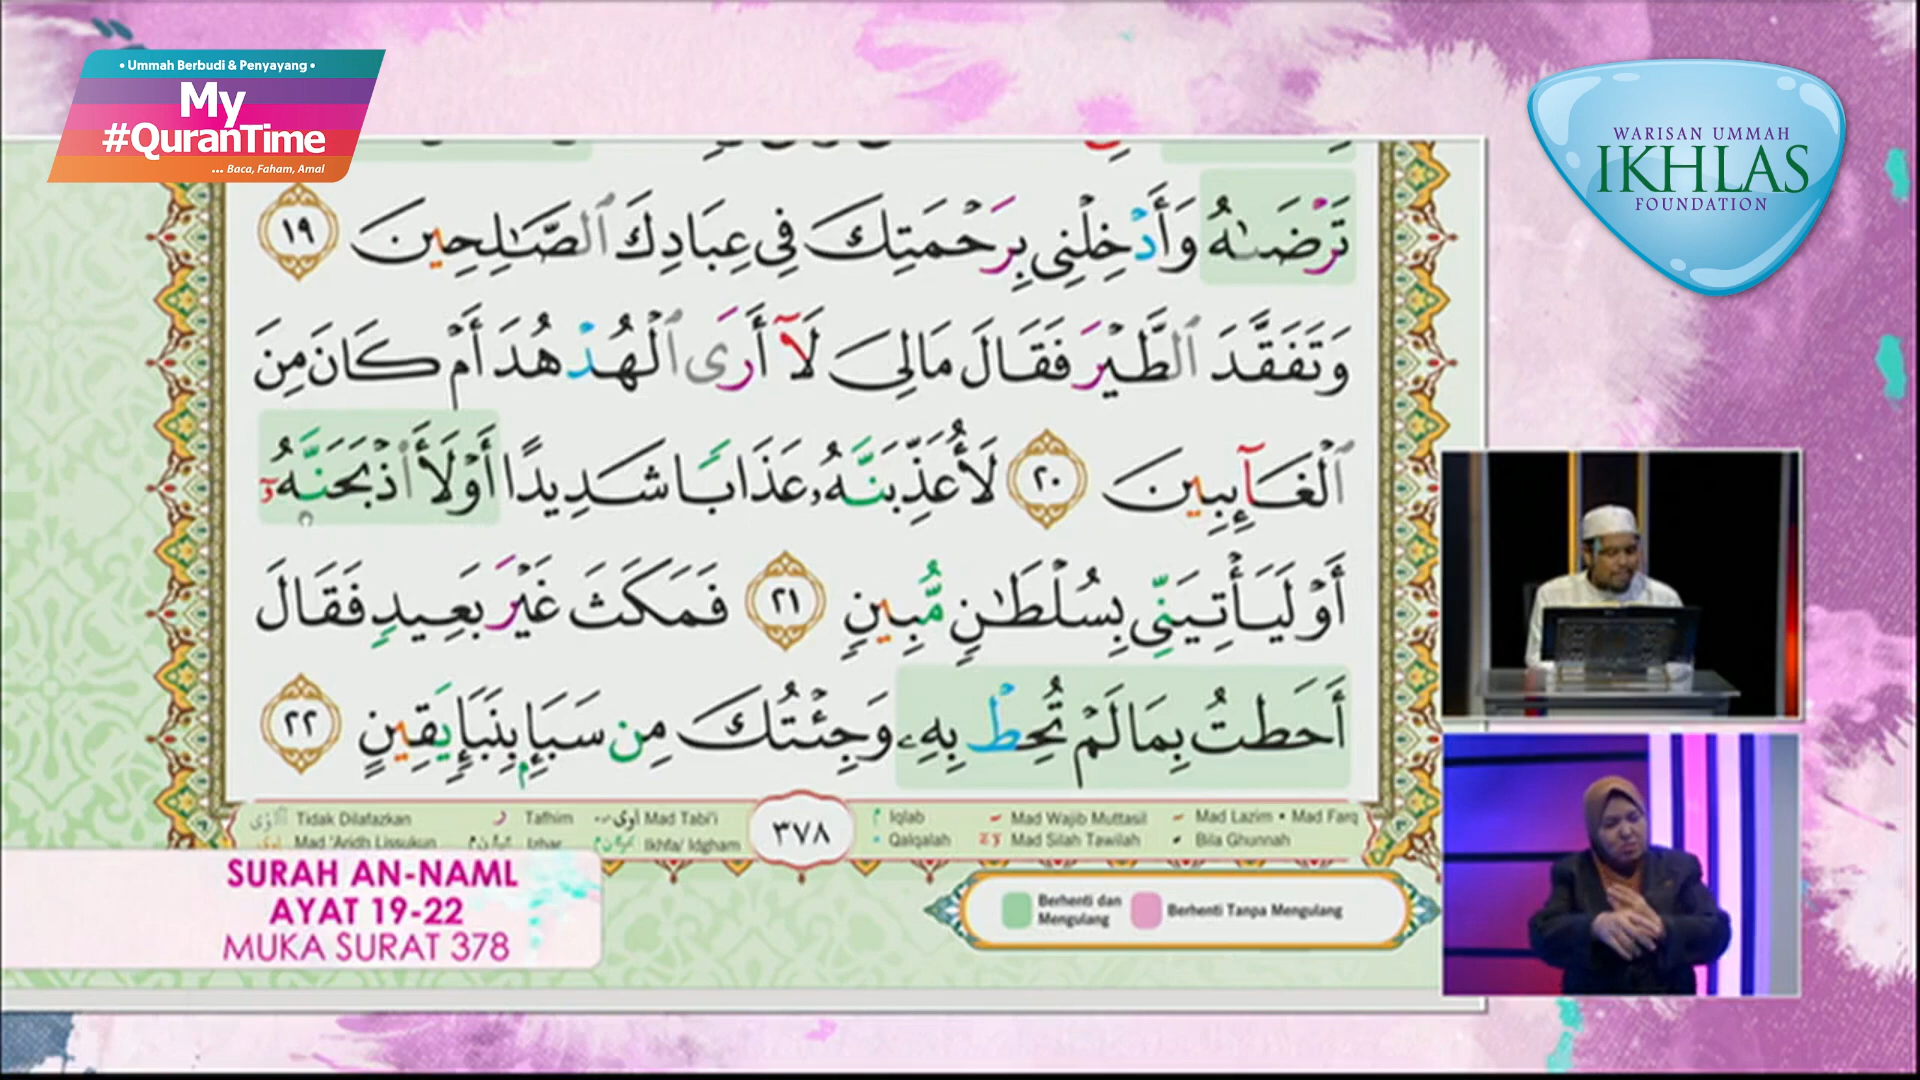 • Ummah Berbudi & Penyayang •
My
#QuranTime
... Baca, Faham, Amal
WARISAN UMMAH
IKHLAS
FOUNDATION
تَرْضَىٰهُ وَأَدْخِلْنِى بِرَحْمَتِكَ فِى عِبَادِكَ ٱلصَّـٰلِحِينَ ١٩
وَتَفَقَّدَ ٱلطَّيْرَ فَقَالَ مَالِىَ لَآ أَرَى ٱلْهُدْهُدَ أَمْ كَانَ مِنَ
ٱلْغَآئِبِينَ ٢٠ لَأُعَذِّبَنَّهُۥ عَذَابًا شَدِيدًا أَوْ لَأَا۟ذْبَحَنَّهُۥٓ
أَوْ لَيَأْتِيَنِّى بِسُلْطَـٰنٍ مُّبِينٍ ٢١ فَمَكَثَ غَيْرَ بَعِيدٍ فَقَالَ
أَحَطتُ بِمَا لَمْ تُحِطْ بِهِۦ وَجِئْتُكَ مِن سَبَإٍۭ بِنَبَإٍ يَقِينٍ ٢٢
Tidak Dilafazkan Tafhim Mad Tabi'i ٣٧٨ Iqlab Mad Wajib Muttasil Mad Lazim • Mad Farq
Mad 'Aridh Lissukun Izhar Ikhfa/ Idgham Qalqalah Mad Silah Tawilah Bila Ghunnah
SURAH AN-NAML
AYAT 19-22
MUKA SURAT 378
Berhenti dan
Mengulang
Berhenti Tanpa Mengulang